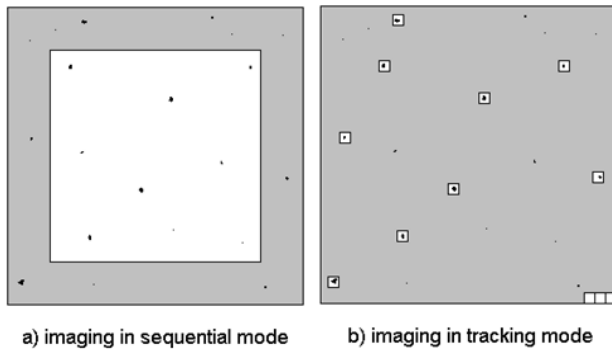 a) imaging in sequential mode
b) imaging in tracking mode